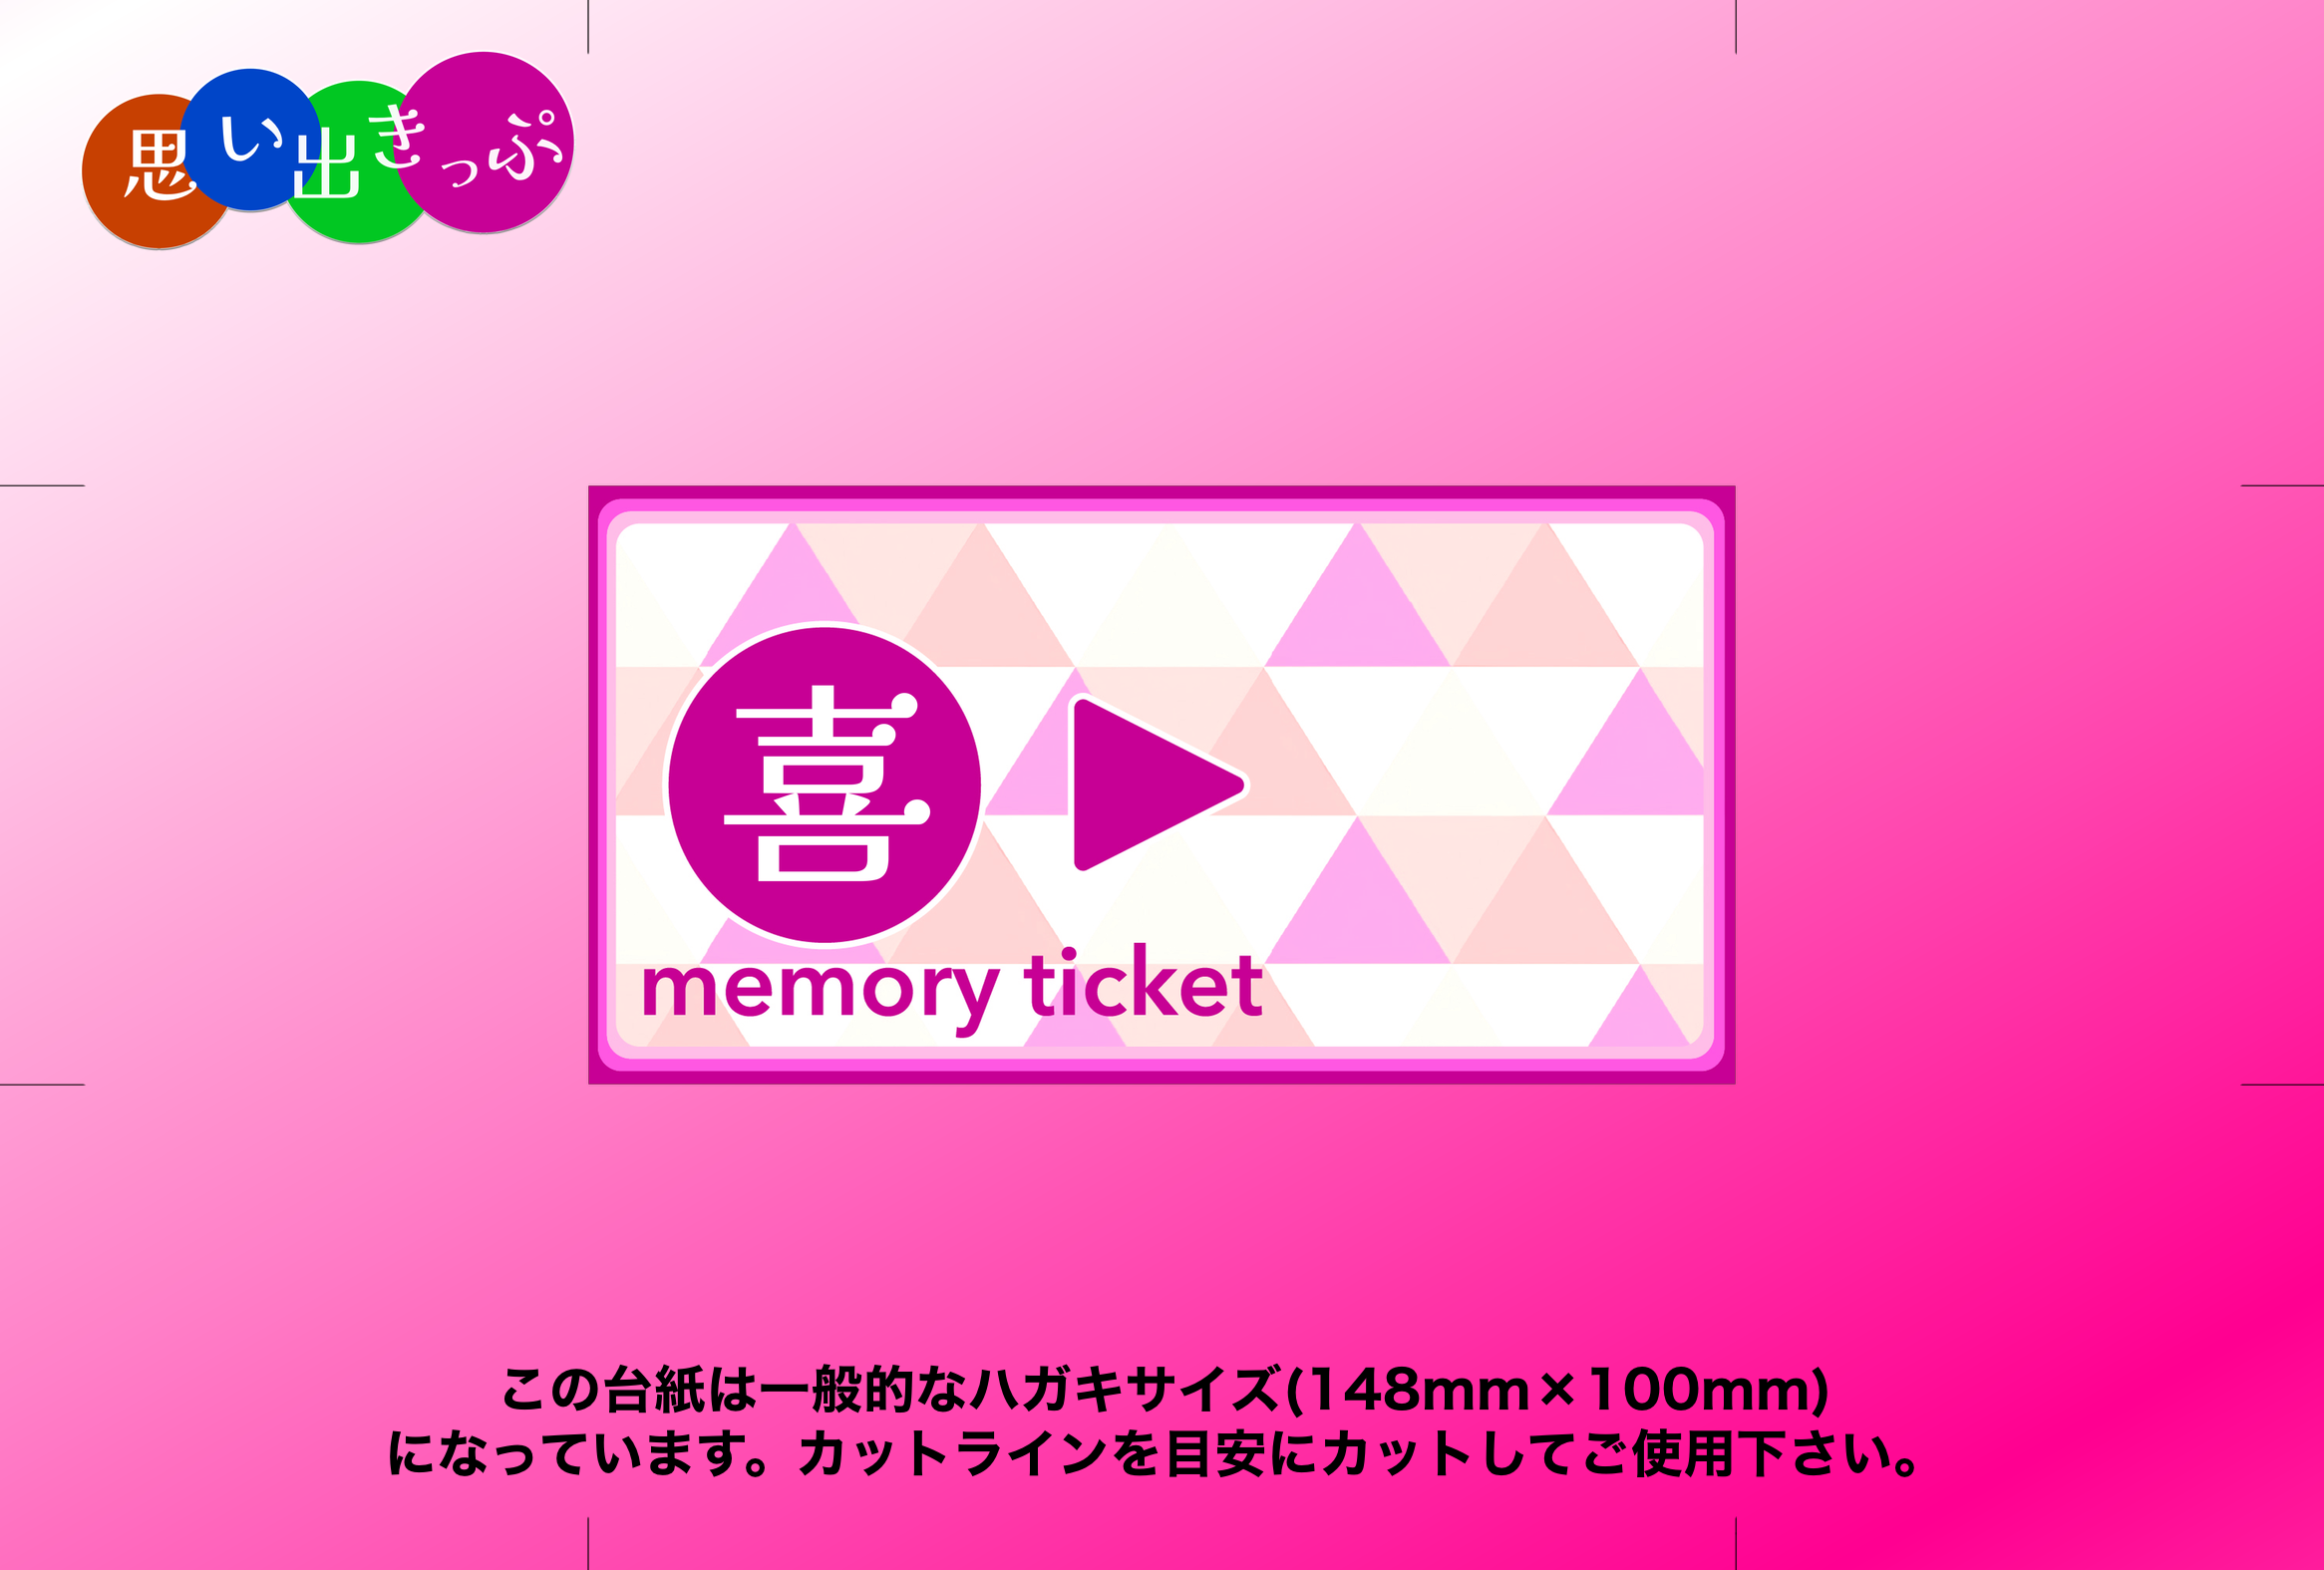 思い出きっぷ
喜
memory ticket
この台紙は一般的なハガキサイズ(148mm×100mm)
になっています。カットラインを目安にカットしてご使用下さい。